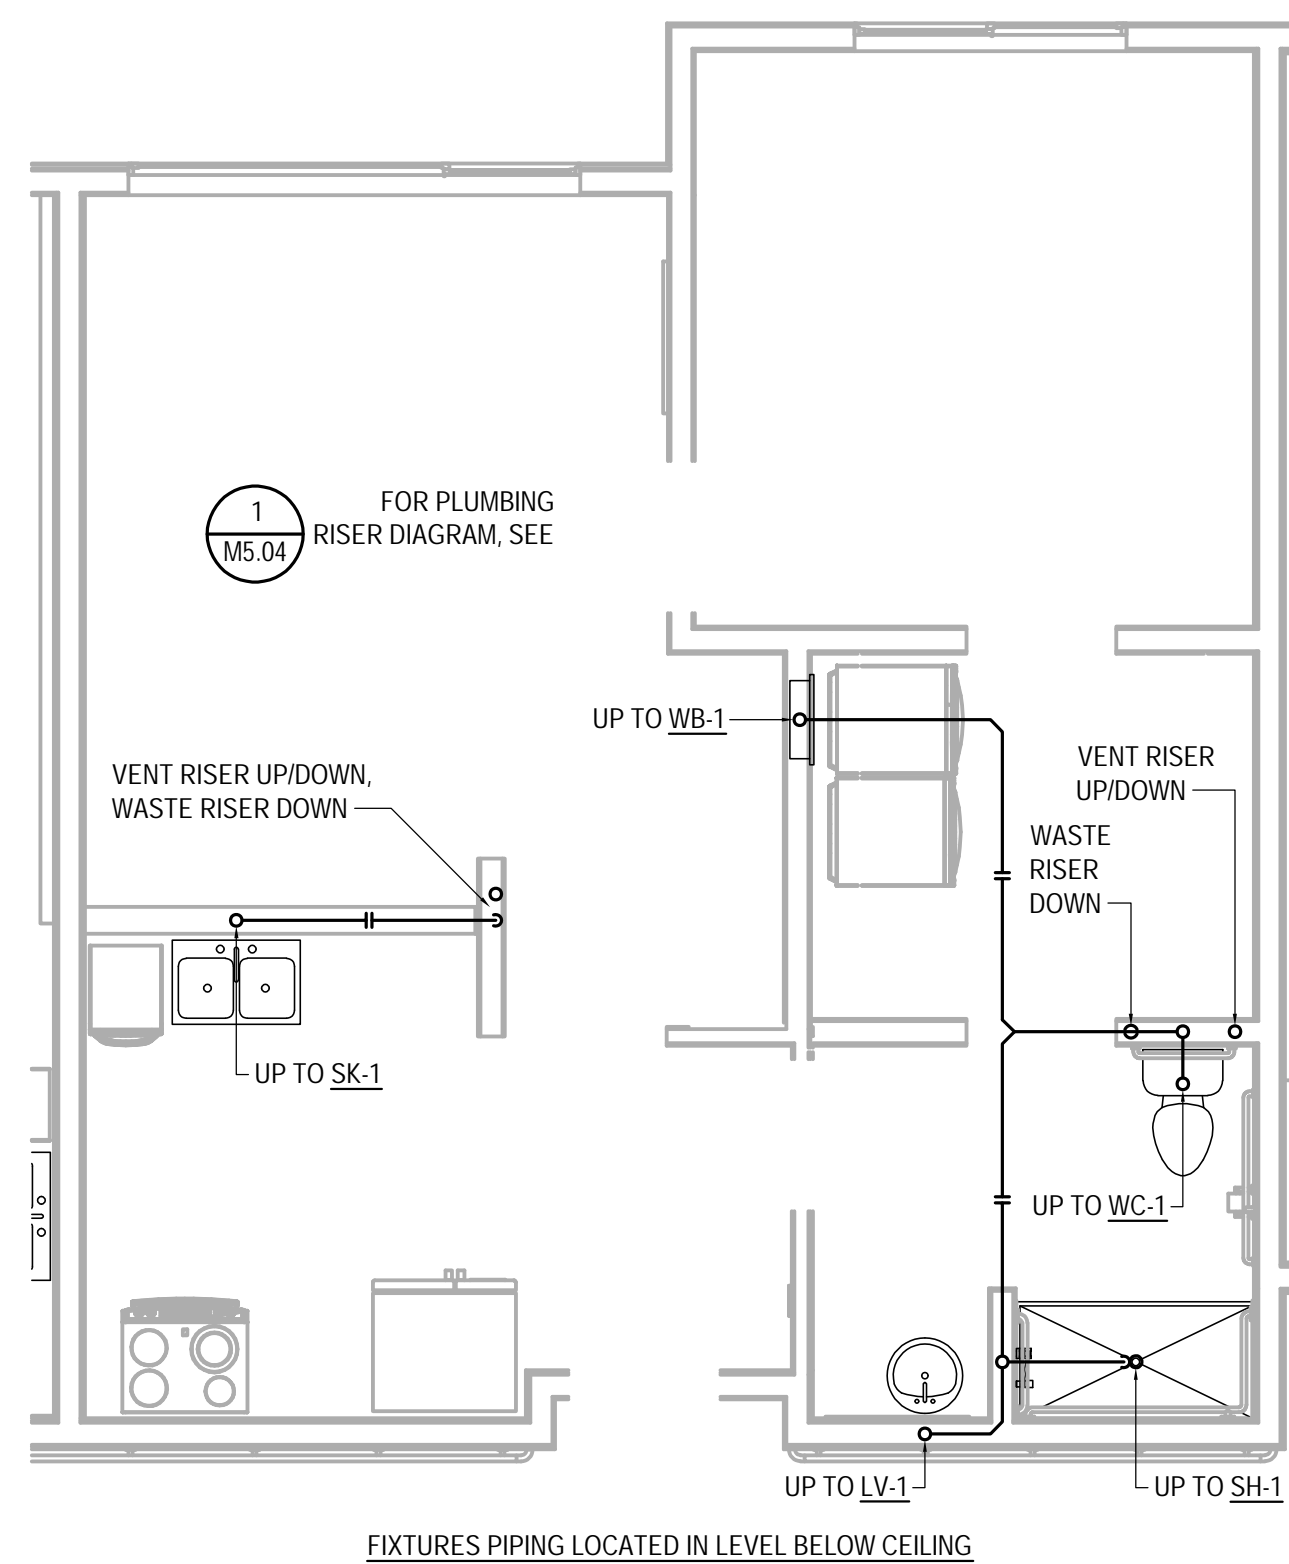 1
M5.04
FOR PLUMBING
RISER DIAGRAM, SEE
UP TO WB-1
VENT RISER UP/DOWN,
WASTE RISER DOWN
VENT RISER
UP/DOWN
WASTE
RISER
DOWN
UP TO SK-1
UP TO WC-1
UP TO LV-1
UP TO SH-1
FIXTURES PIPING LOCATED IN LEVEL BELOW CEILING